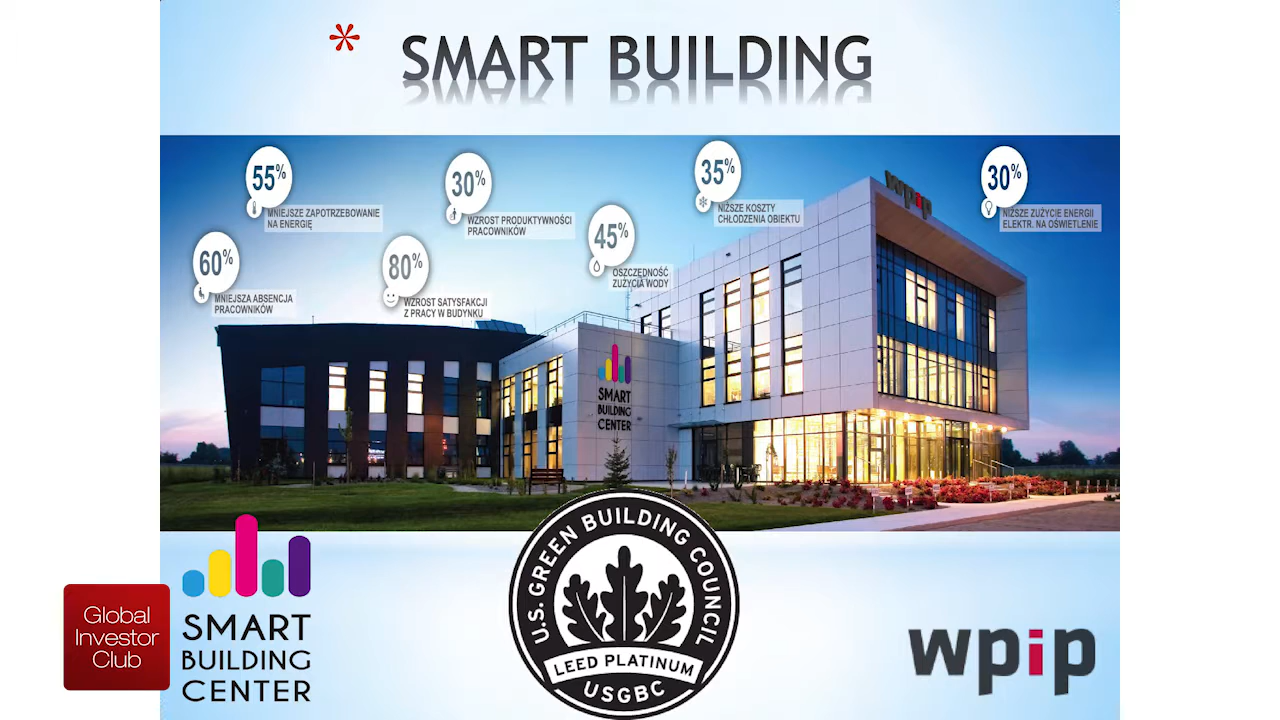 * SMART BUILDING
55%
MNIEJSZE ZAPOTRZEBOWANIE
NA ENERGIĘ
30%
WZROST PRODUKTYWNOŚCI
PRACOWNIKÓW
35%
NIŻSZE KOSZTY
CHŁODZENIA OBIEKTU
30%
NIŻSZE ZUŻYCIE ENERGII
ELEKTR. NA OŚWIETLENIE
60%
MNIEJSZA ABSENCJA
PRACOWNIKÓW
80%
WZROST SATYSFAKCJI
Z PRACY W BUDYNKU
45%
OSZCZĘDNOŚĆ
ZUŻYCIA WODY
wpip
SMART
BUILDING
CENTER
Global
Investor
Club
SMART
BUILDING
CENTER
U.S. GREEN BUILDING COUNCIL
LEED PLATINUM
USGBC
wpip